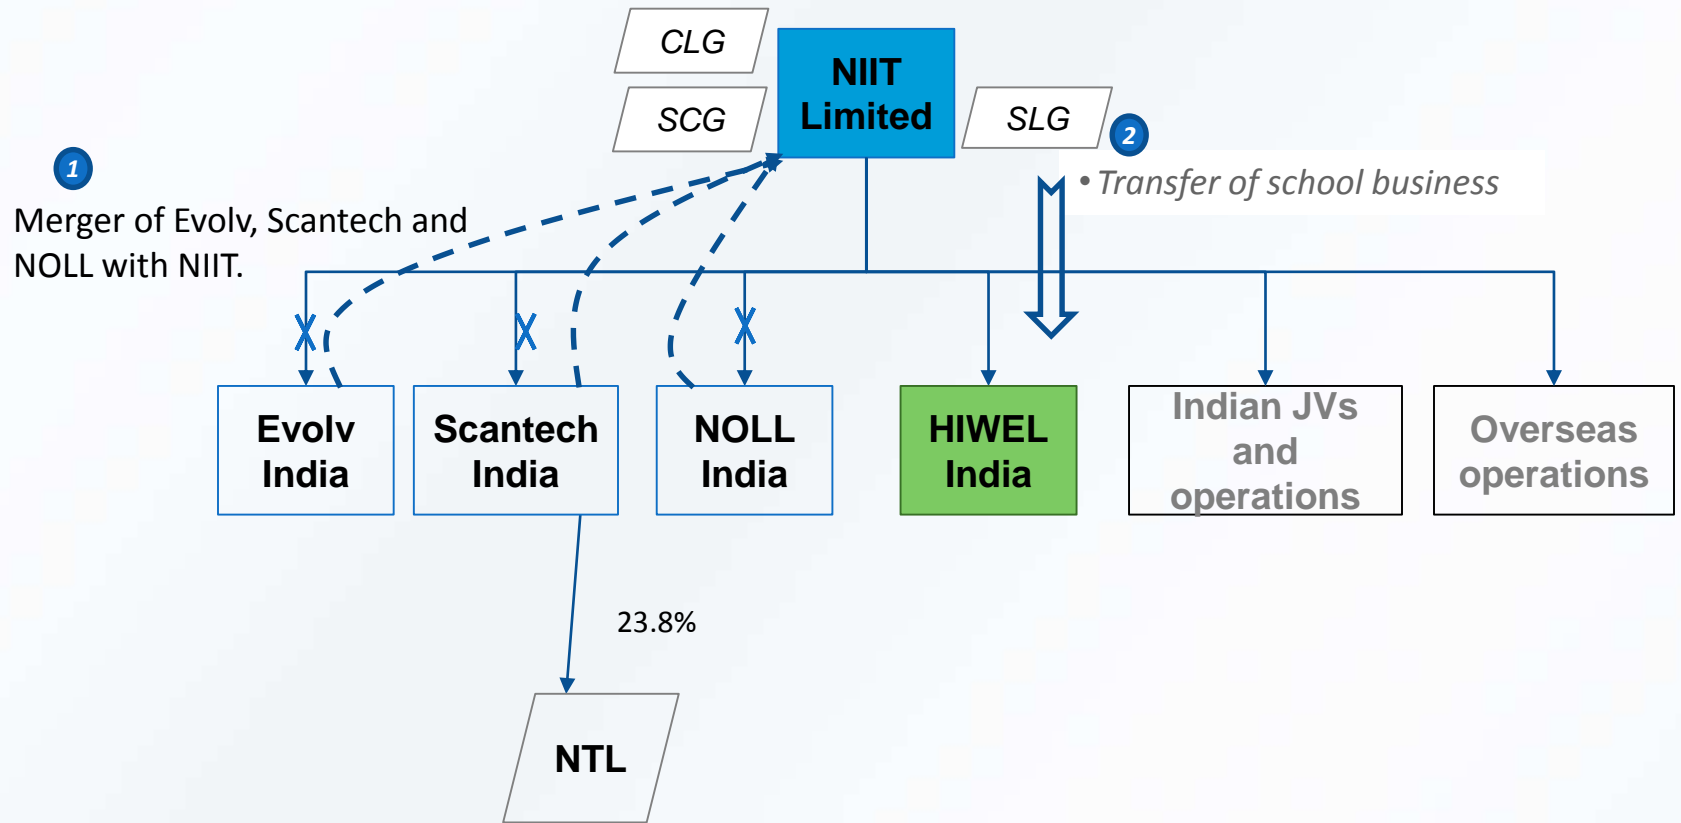 CLG
NIIT
Limited
SCG
SLG
2
• Transfer of school business
1
Merger of Evolv, Scantech and
NOLL with NIIT.
X
X
X
Evolv
India
Scantech
India
NOLL
India
HIWEL
India
Indian JVs
and
operations
Overseas
operations
23.8%
NTL